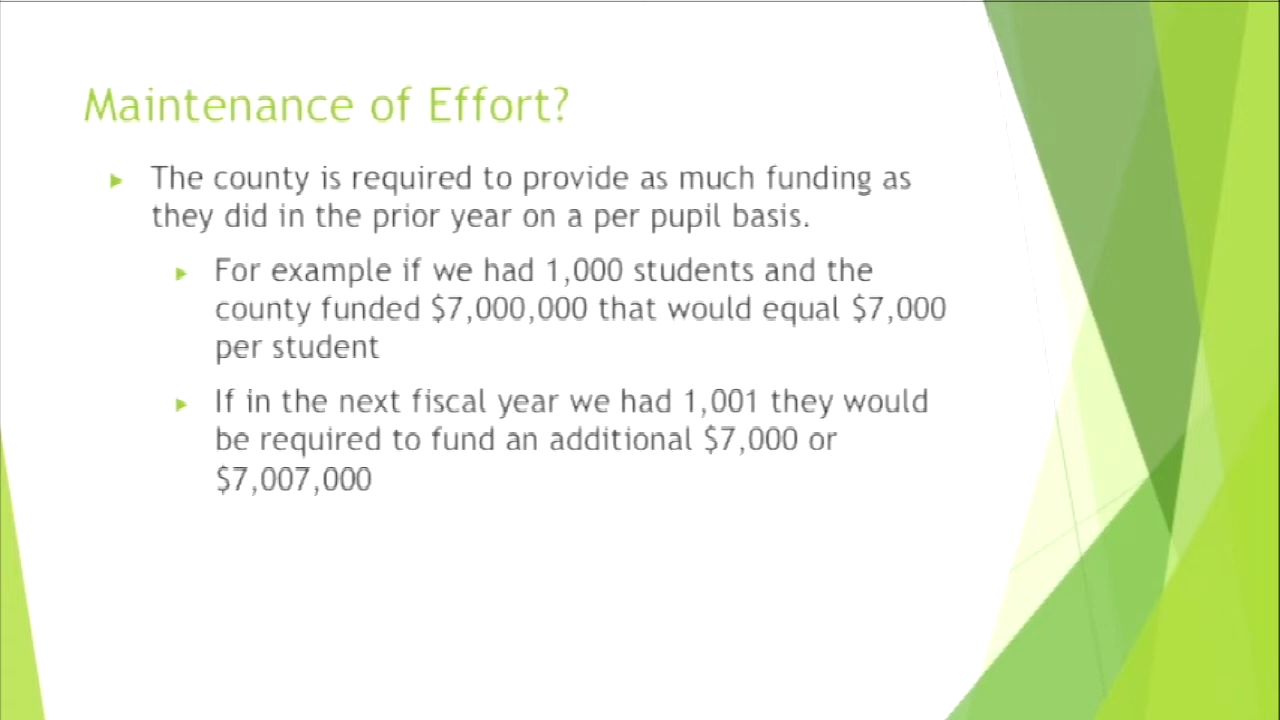 Maintenance of Effort?
The county is required to provide as much funding as
they did in the prior year on a per pupil basis.
For example if we had 1,000 students and the
county funded $7,000,000 that would equal $7,000
per student
If in the next fiscal year we had 1,001 they would
be required to fund an additional $7,000 or
$7,007,000